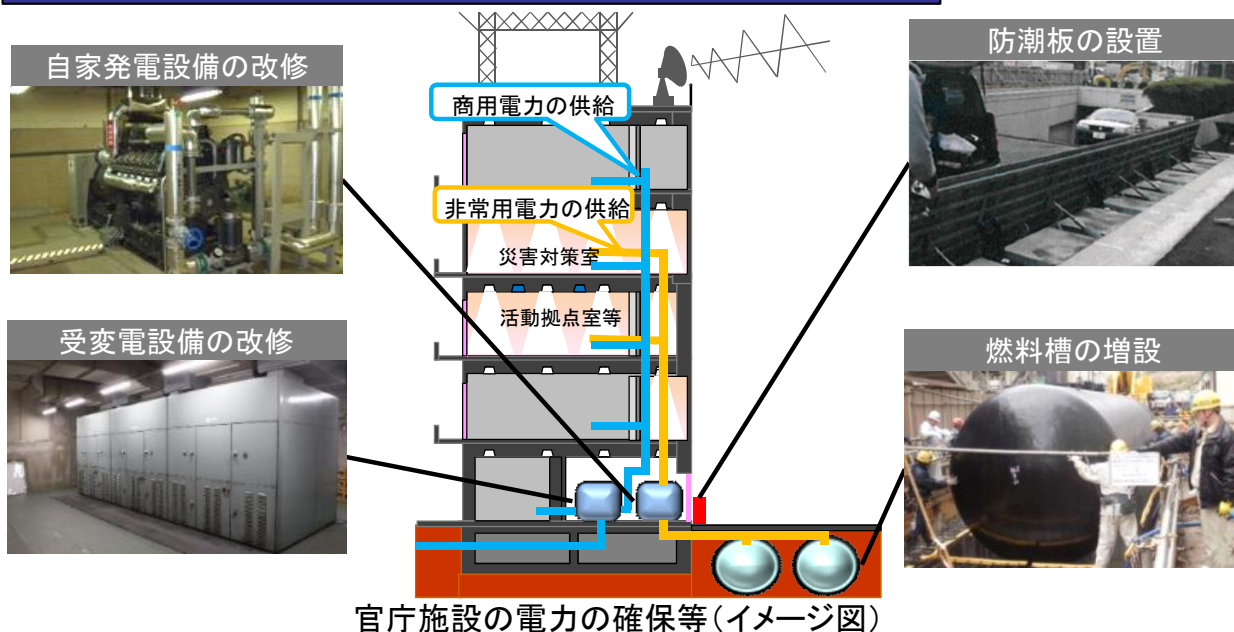 自家発電設備の改修
防潮板の設置
商用電力の供給
非常用電力の供給
災害対策室
活動拠点室等
受変電設備の改修
燃料槽の増設
官庁施設の電力の確保等(イメージ図)